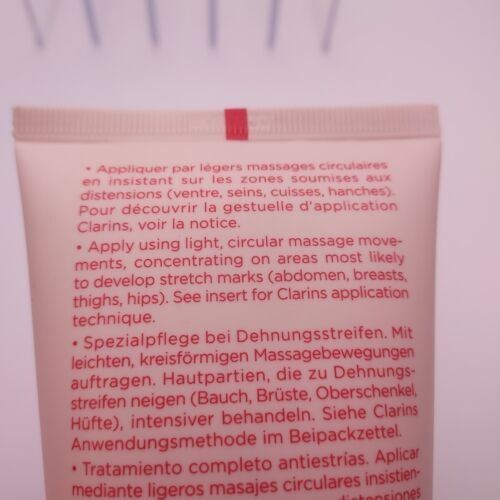 • Appliquer par légers massages circulaires
en insistant sur les zones soumises aux
distensions (ventre, seins, cuisses, hanches).
Pour découvrir la gestuelle d'application
Clarins, voir la notice.
• Apply using light, circular massage move-
ments, concentrating on areas most likely
to develop stretch marks (abdomen, breasts,
thighs, hips). See insert for Clarins application
technique.
• Spezialpflege bei Dehnungsstreifen. Mit
leichten, kreisförmigen Massagebewegungen
auftragen. Hautpartien, die zu Dehnungs-
streifen neigen (Bauch, Brüste, Oberschenkel,
Hüfte), intensiver behandeln. Siehe Clarins
Anwendungsmethode im Beipackzettel.
• Tratamiento completo antiestrías. Aplicar
mediante ligeros masajes circulares insistien-
distensiones